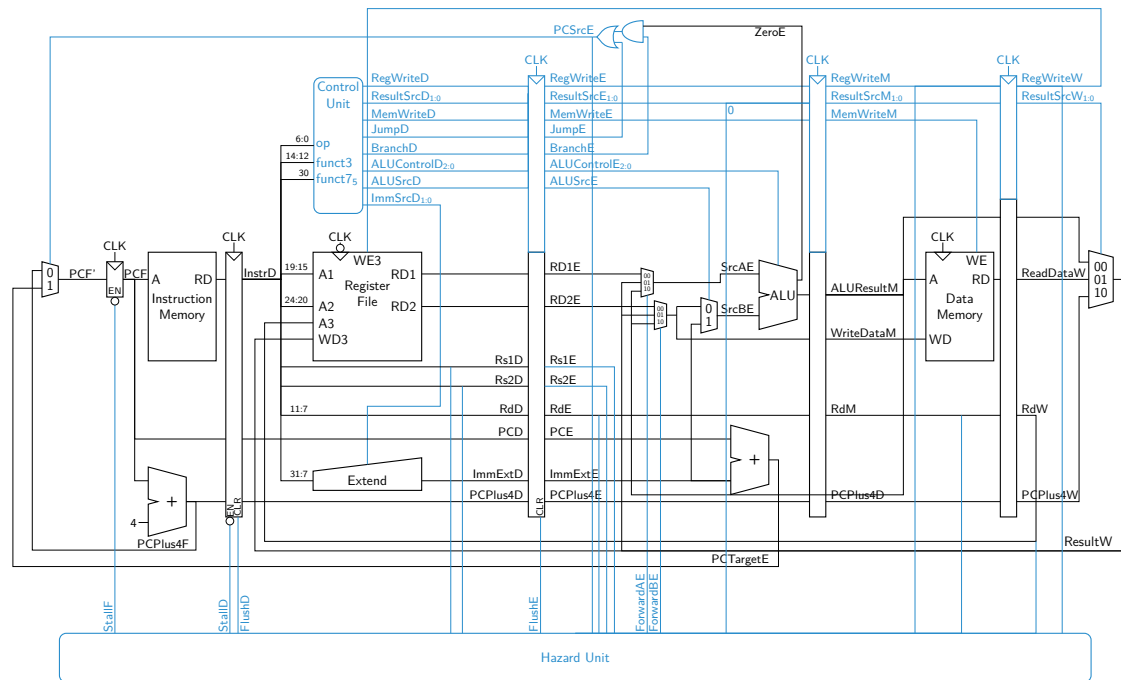 PCSrcE
ZeroE
CLK
CLK
CLK
Control
Unit
op
funct3
funct7₅
6:0
14:12
30
RegWriteD
ResultSrcD₁:₀
MemWriteD
JumpD
BranchD
ALUControlD₂:₀
ALUSrcD
ImmSrcD₁:₀
RegWriteE
ResultSrcE₁:₀
MemWriteE
JumpE
BranchE
ALUControlE₂:₀
ALUSrcE
0
RegWriteM
ResultSrcM₁:₀
MemWriteM
RegWriteW
ResultSrcW₁:₀
CLK
CLK
CLK
CLK
0
1
PCF'
PCF
EN
A
RD
Instruction
Memory
InstrD
19:15
24:20
A1
A2
A3
WD3
WE3
RD1
RD2
Register
File
RD1E
RD2E
00
01
10
00
01
10
SrcAE
0
1
SrcBE
ALU
ALUResultM
WriteDataM
A
RD
WE
WD
Data
Memory
ReadDataW
00
01
10
Rs1D
Rs2D
RdD
PCD
ImmExtD
PCPlus4D
Rs1E
Rs2E
RdE
PCE
ImmExtE
PCPlus4E
RdM
PCPlus4D
RdW
PCPlus4W
11:7
31:7
Extend
+
4
PCPlus4F
+
EN
CLR
CLR
PCTargetE
ResultW
StallF
StallD
FlushD
FlushE
ForwardAE
ForwardBE
Hazard Unit